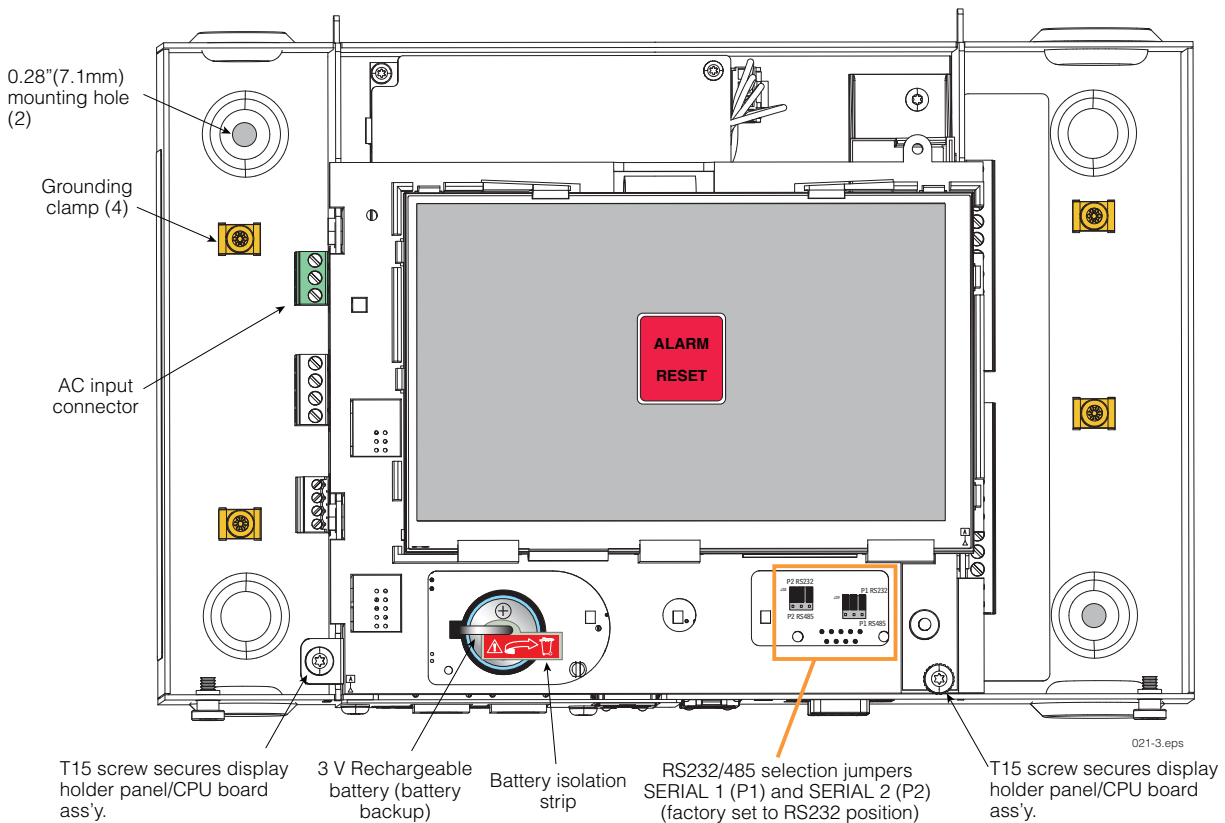 0.28”(7.1mm)
mounting hole
(2)
Grounding
clamp (4)
AC input
connector
ALARM
RESET
P2 RS232
P2 RS485
P1 RS232
P1 RS485
A
A
021-3.eps
T15 screw secures display
holder panel/CPU board
ass’y.
3 V Rechargeable
battery (battery
backup)
Battery isolation
strip
RS232/485 selection jumpers
SERIAL 1 (P1) and SERIAL 2 (P2)
(factory set to RS232 position)
T15 screw secures display
holder panel/CPU board
ass’y.